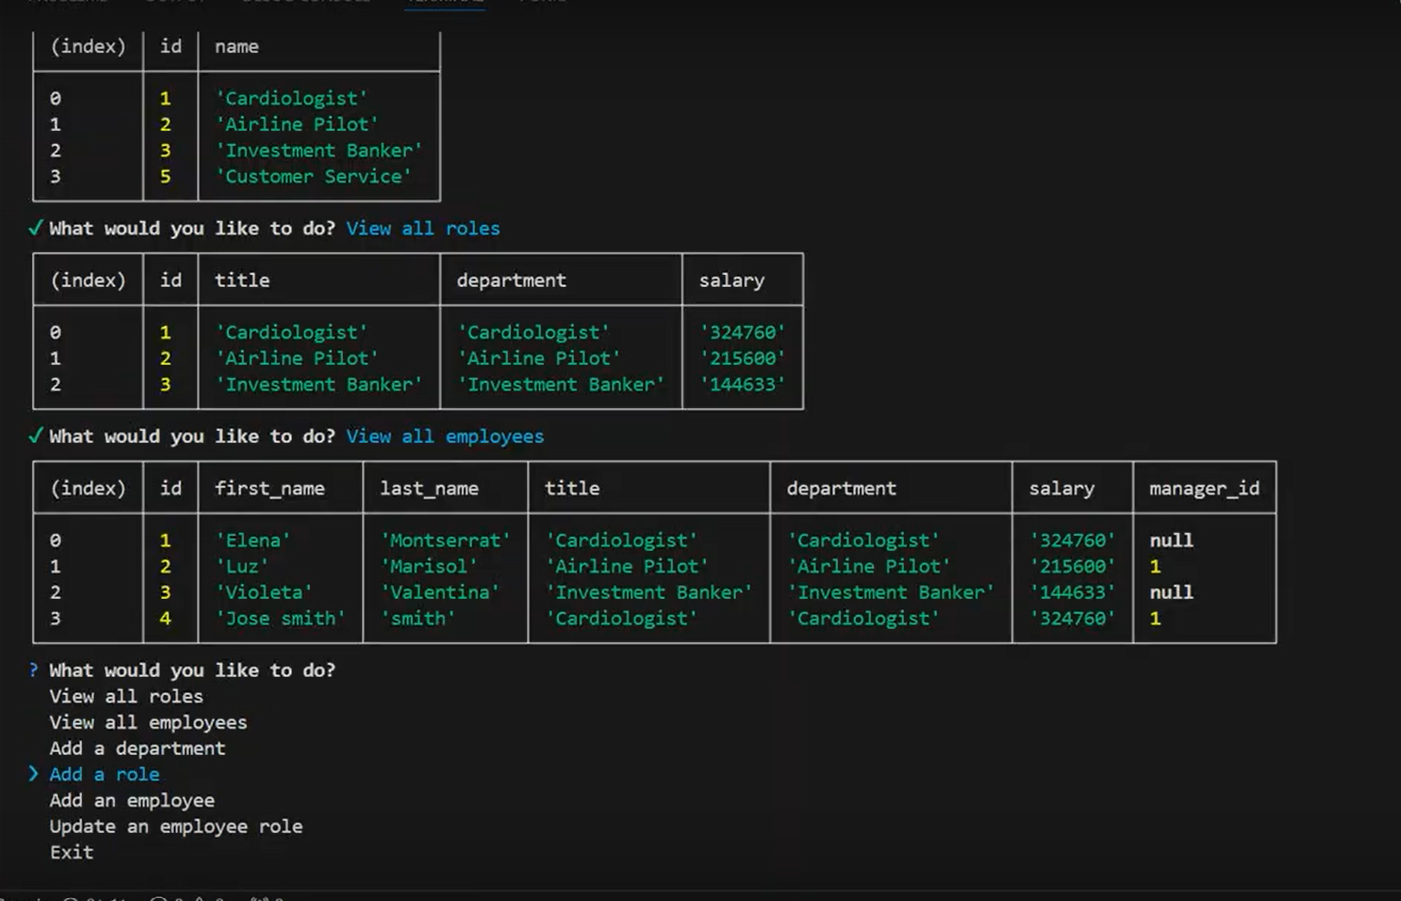 (index) id name
0 1 'Cardiologist'
1 2 'Airline Pilot'
2 3 'Investment Banker'
3 5 'Customer Service'
✓ What would you like to do? View all roles
(index) id title department salary
0 1 'Cardiologist' 'Cardiologist' '324760'
1 2 'Airline Pilot' 'Airline Pilot' '215600'
2 3 'Investment Banker' 'Investment Banker' '144633'
✓ What would you like to do? View all employees
(index) id first_name last_name title department salary manager_id
0 1 'Elena' 'Montserrat' 'Cardiologist' 'Cardiologist' '324760' null
1 2 'Luz' 'Marisol' 'Airline Pilot' 'Airline Pilot' '215600' 1
2 3 'Violeta' 'Valentina' 'Investment Banker' 'Investment Banker' '144633' null
3 4 'Jose smith' 'smith' 'Cardiologist' 'Cardiologist' '324760' 1
? What would you like to do?
View all roles
View all employees
Add a department
❯ Add a role
Add an employee
Update an employee role
Exit